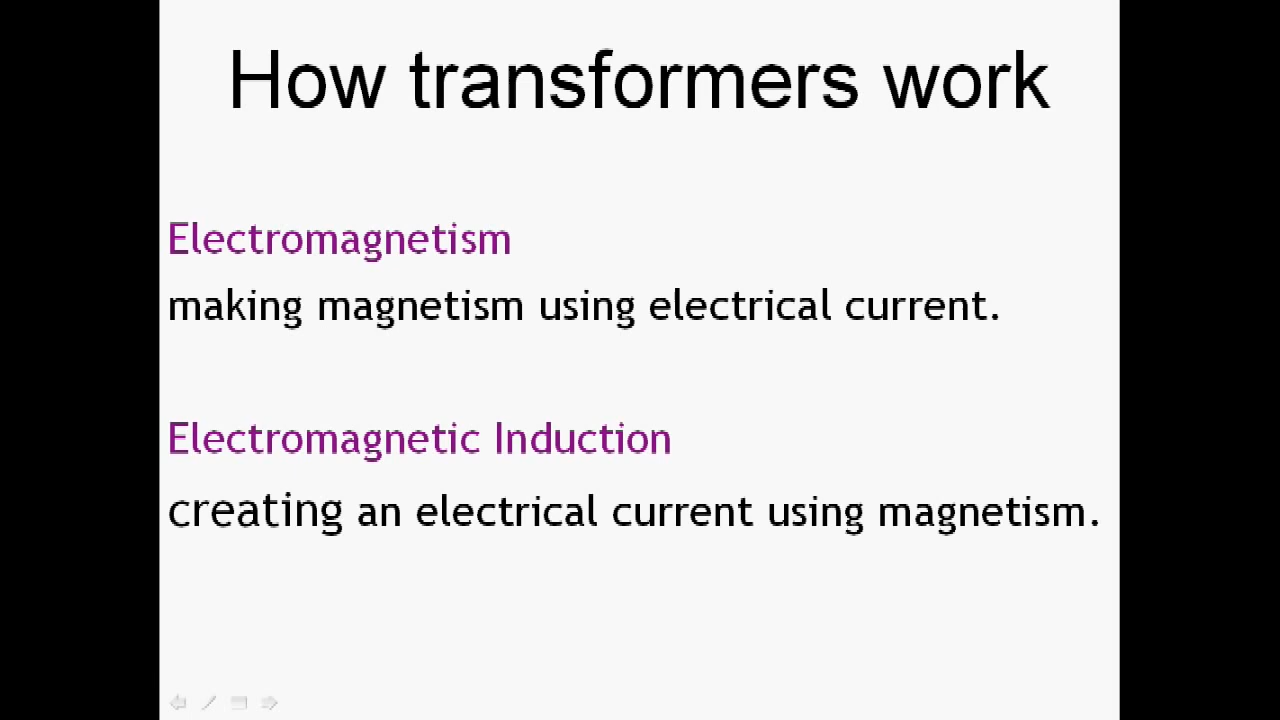 How transformers work
Electromagnetism
making magnetism using electrical current.
Electromagnetic Induction
creating an electrical current using magnetism.